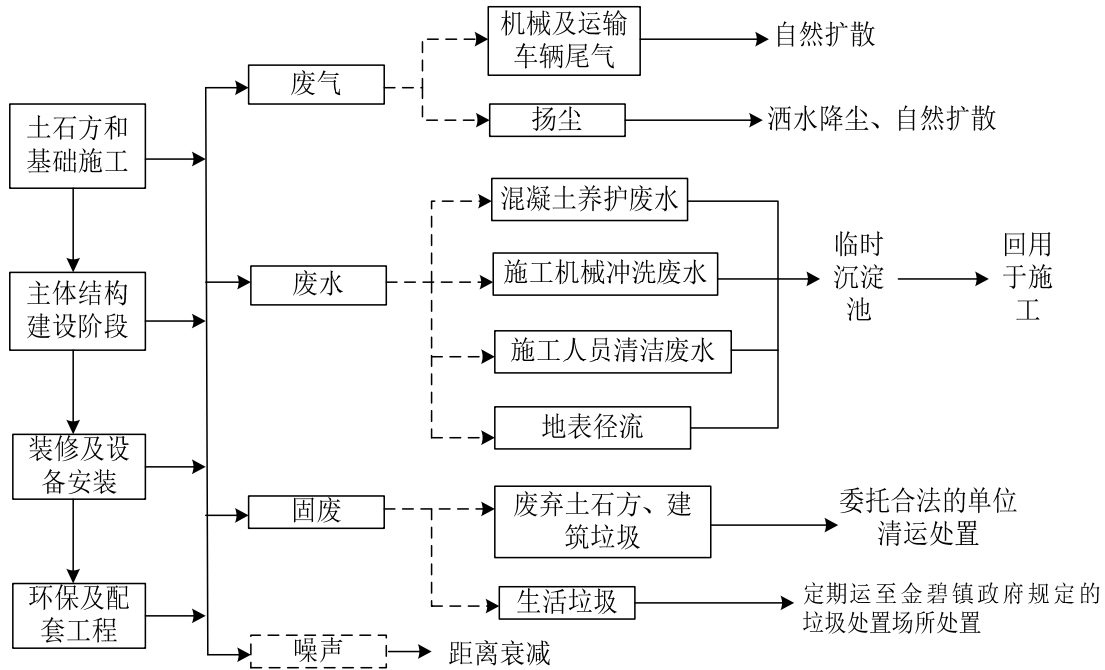 土石方和
基础施工
主体结构
建设阶段
装修及设
备安装
环保及配
套工程
废气
机械及运输
车辆尾气
自然扩散
扬尘
洒水降尘、自然扩散
废水
混凝土养护废水
施工机械冲洗废水
施工人员清洁废水
地表径流
临时
沉淀
池
回用
于施
工
固废
废弃土石方、建
筑垃圾
委托合法的单位
清运处置
生活垃圾
定期运至金碧镇政府规定的
垃圾处置场所处置
噪声
距离衰减